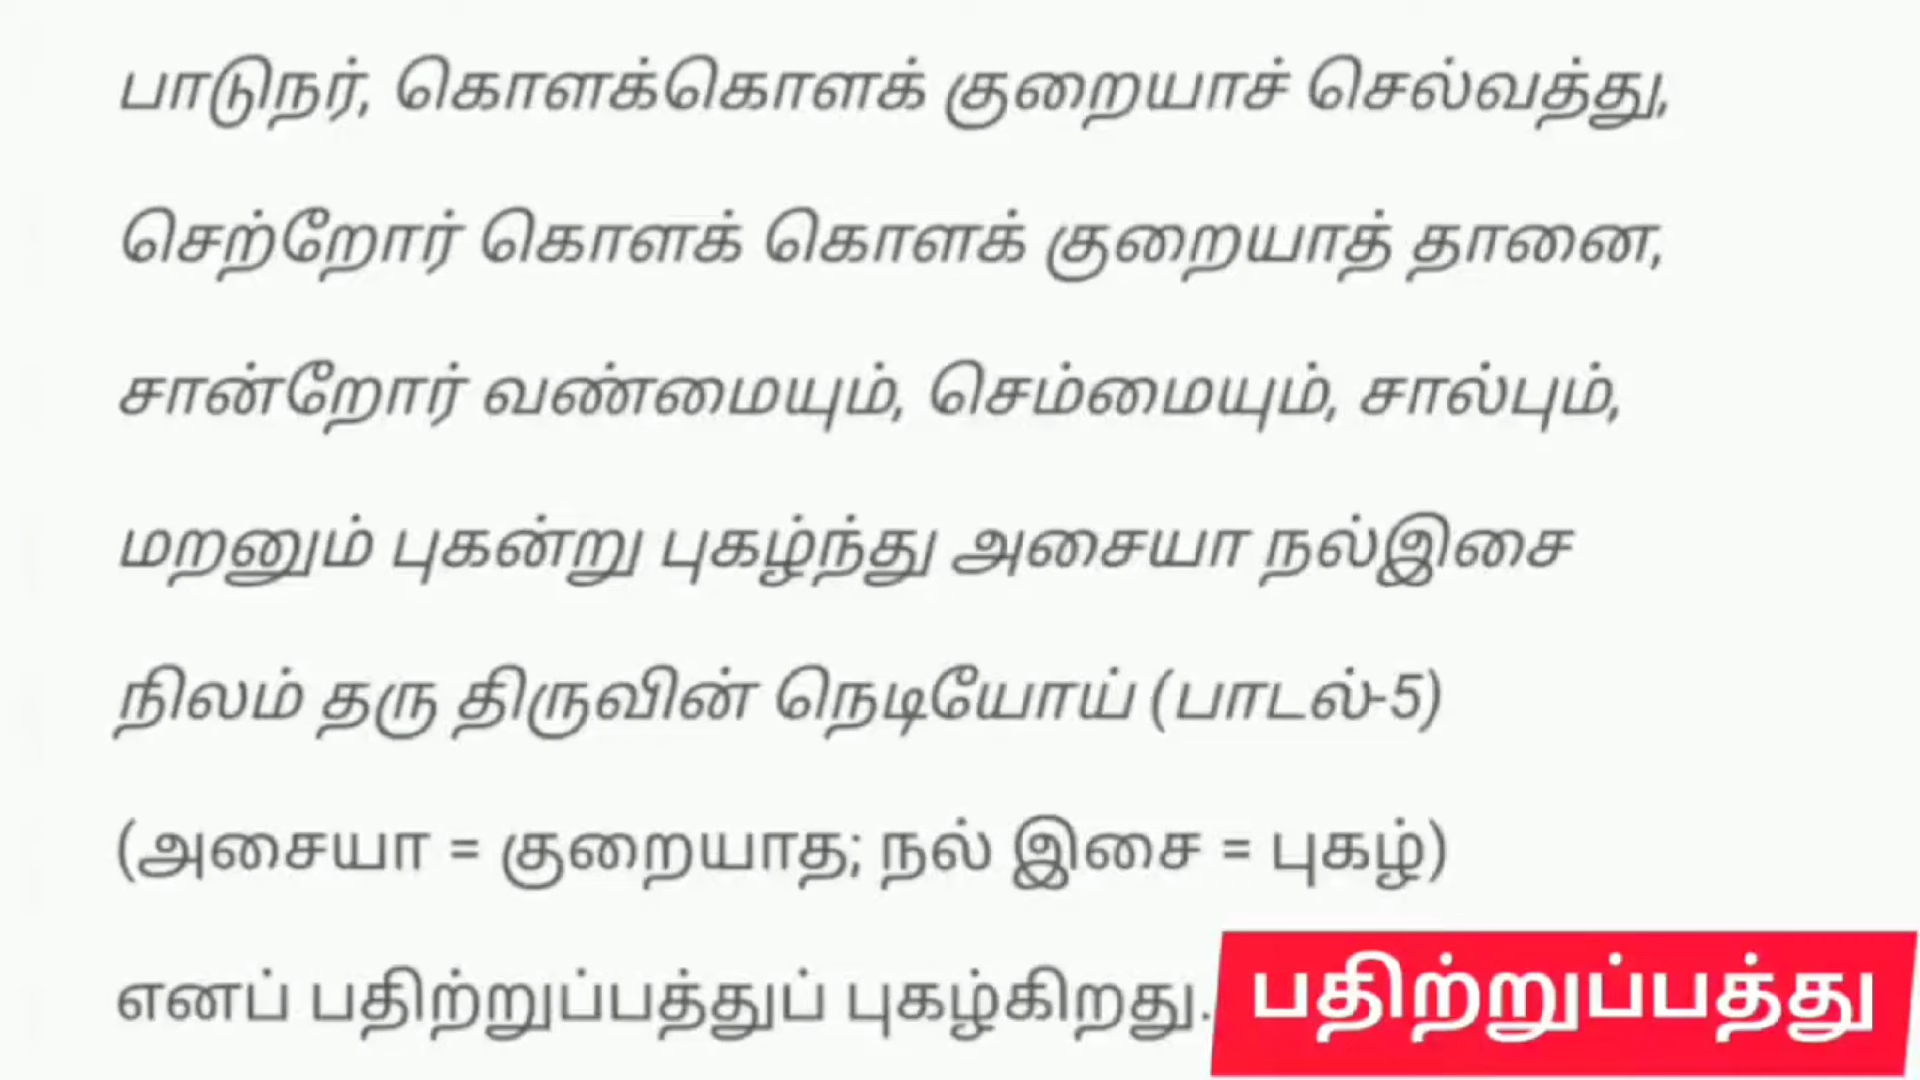 பாடுநர், கொளக்கொளக் குறையாச் செல்வத்து,
செற்றோர் கொளக் கொளக் குறையாத் தானை,
சான்றோர் வண்மையும், செம்மையும், சால்பும்,
மறனும் புகன்று புகழ்ந்து அசையா நல்இசை
நிலம் தரு திருவின் நெடியோய் (பாடல்-5)
(அசையா = குறையாத; நல் இசை = புகழ்)
எனப் பதிற்றுப்பத்துப் புகழ்கிறது.
பதிற்றுப்பத்து